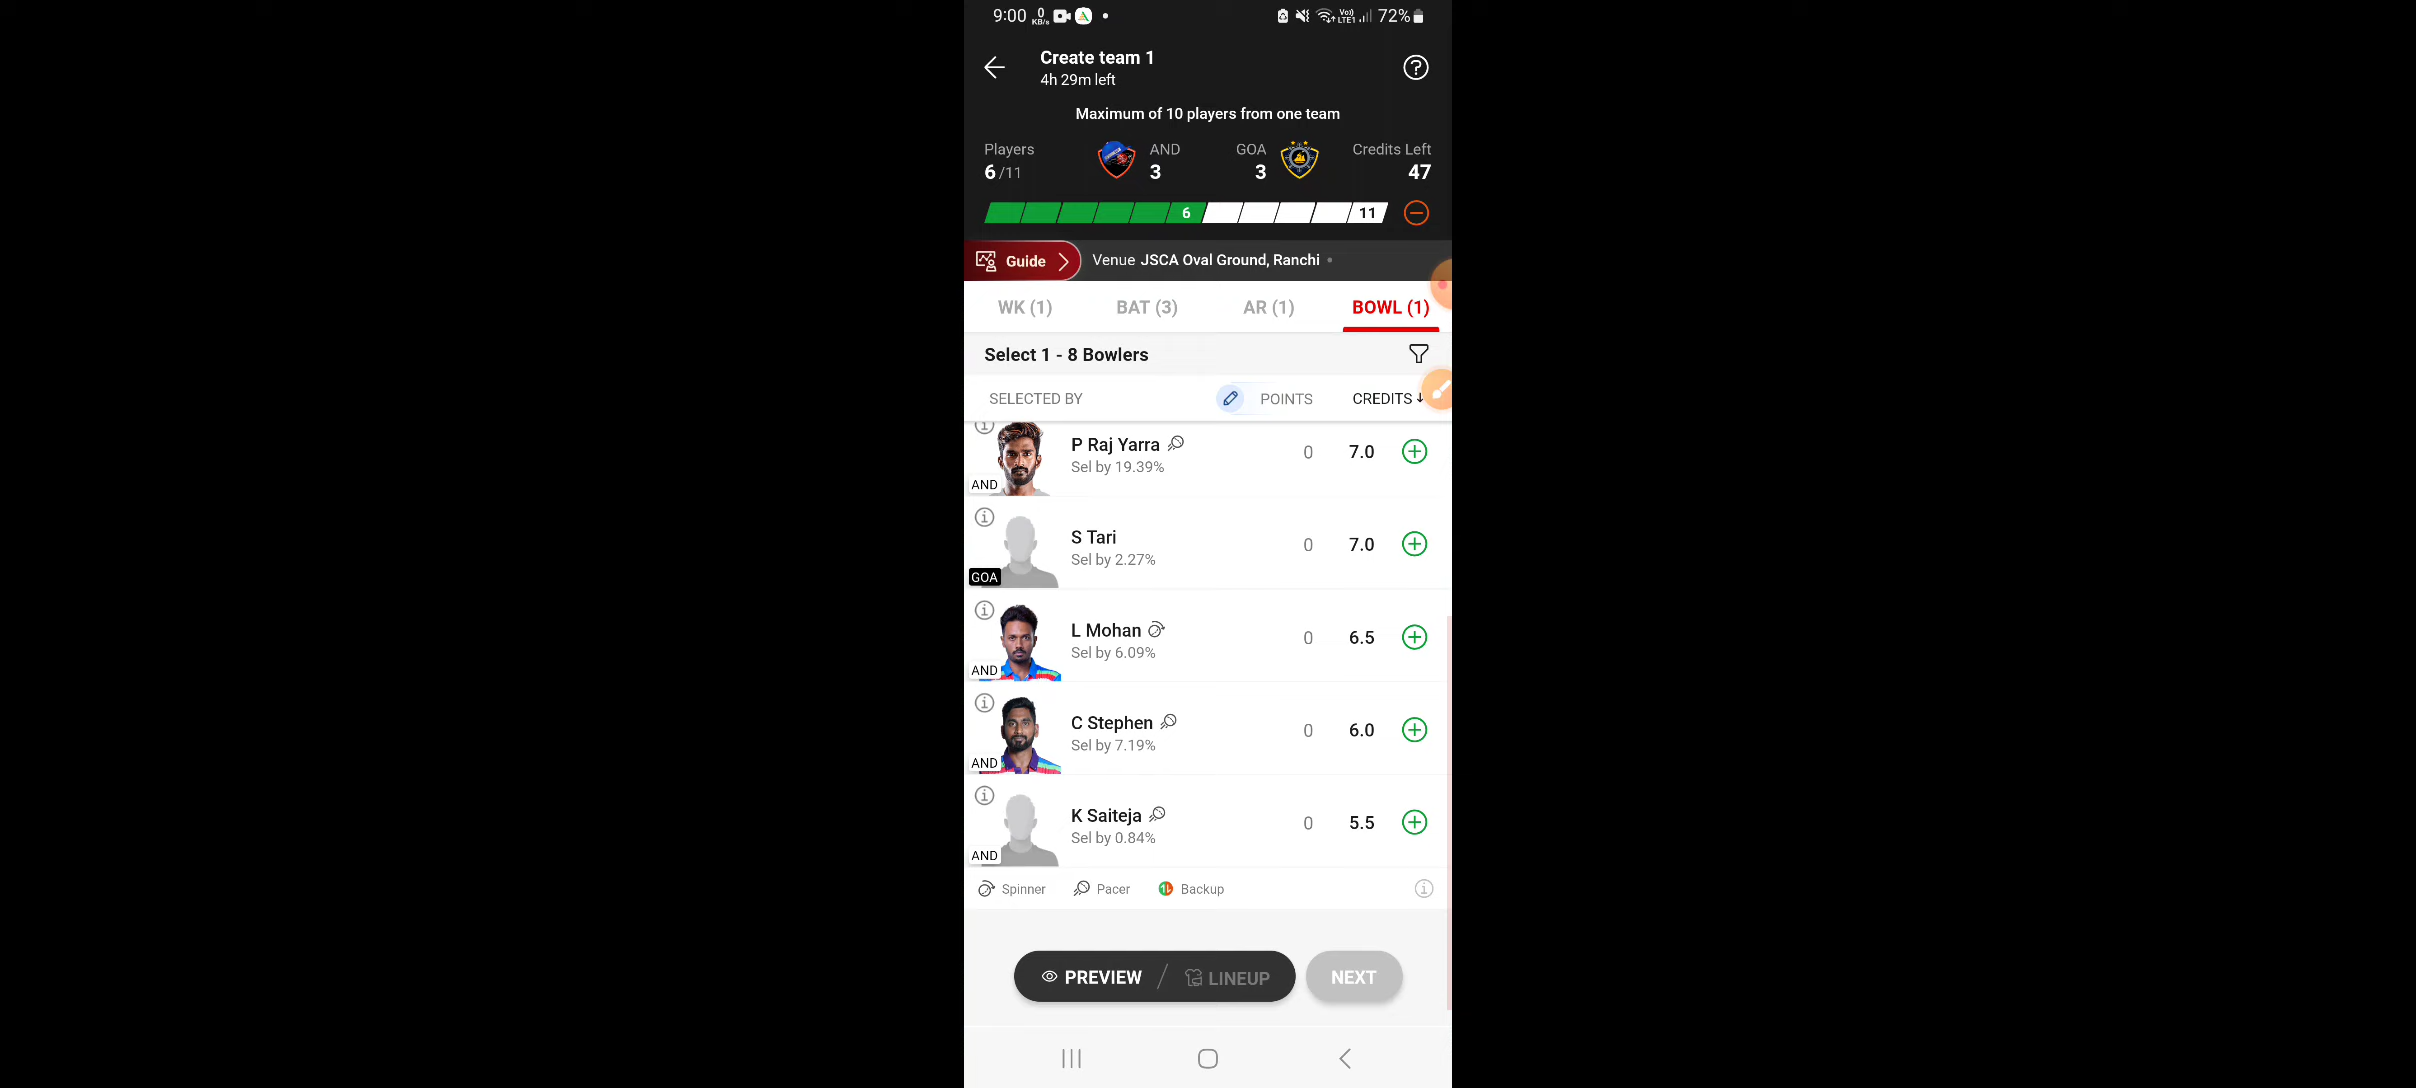 9:00 0 KB/s Vo)) LTE1 72%
Create team 1
4h 29m left
Maximum of 10 players from one team
Players AND GOA Credits Left
6 /11 3 3 47
6 11
Guide Venue JSCA Oval Ground, Ranchi
WK (1) BAT (3) AR (1) BOWL (1)
Select 1 - 8 Bowlers
SELECTED BY POINTS CREDITS
P Raj Yarra 0 7.0
Sel by 19.39%
AND
S Tari 0 7.0
Sel by 2.27%
GOA
L Mohan 0 6.5
Sel by 6.09%
AND
C Stephen 0 6.0
Sel by 7.19%
AND
K Saiteja 0 5.5
Sel by 0.84%
AND
Spinner Pacer Backup
PREVIEW / LINEUP NEXT